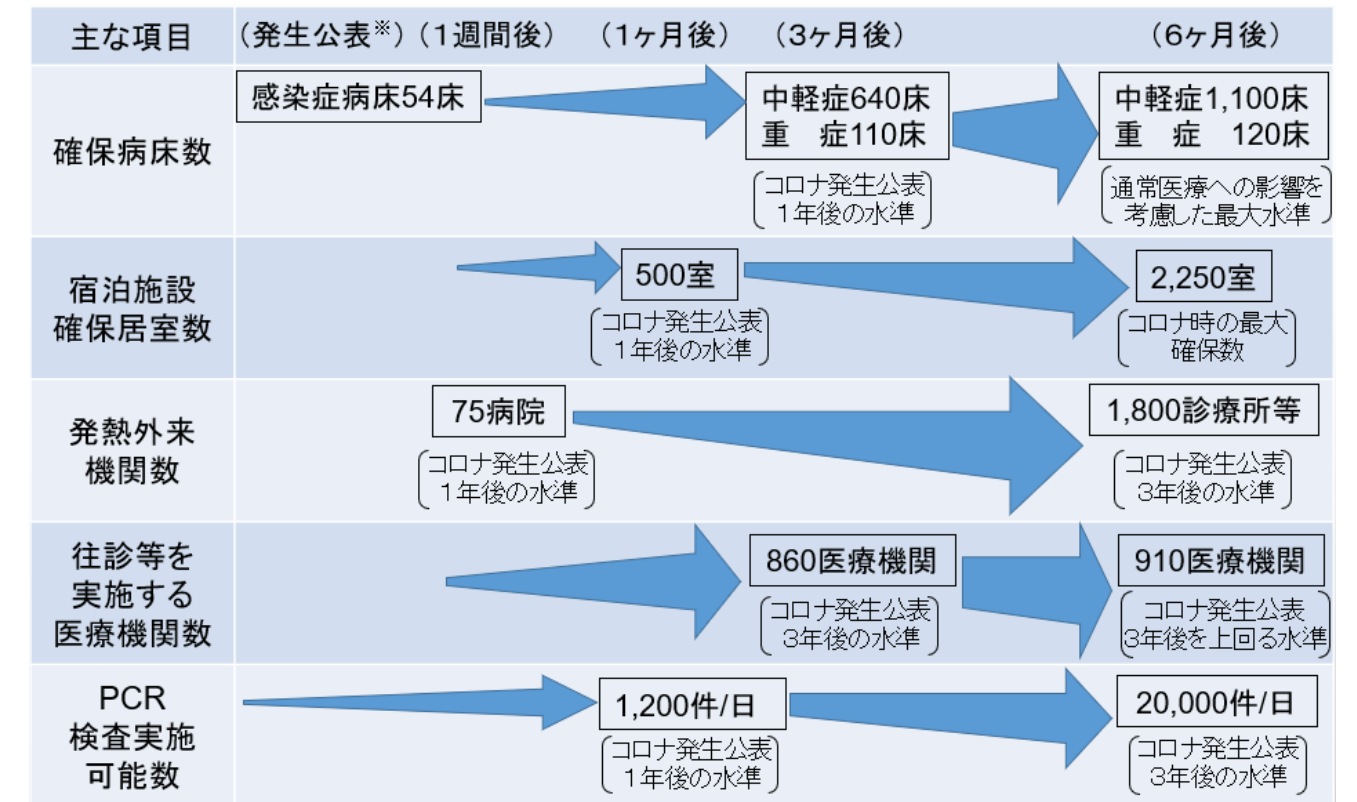 主な項目 (発生公表※) (1週間後) (1ヶ月後) (3ヶ月後) (6ヶ月後)
確保病床数
感染症病床54床
中軽症640床
重　症110床
(コロナ発生公表
1年後の水準)
中軽症1,100床
重　症　120床
(通常医療への影響を
考慮した最大水準)
宿泊施設
確保居室数
500室
(コロナ発生公表
1年後の水準)
2,250室
(コロナ時の最大
確保数)
発熱外来
機関数
75病院
(コロナ発生公表
1年後の水準)
1,800診療所等
(コロナ発生公表
3年後の水準)
往診等を
実施する
医療機関数
860医療機関
(コロナ発生公表
3年後の水準)
910医療機関
(コロナ発生公表
3年後を上回る水準)
PCR
検査実施
可能数
1,200件/日
(コロナ発生公表
1年後の水準)
20,000件/日
(コロナ発生公表
3年後の水準)